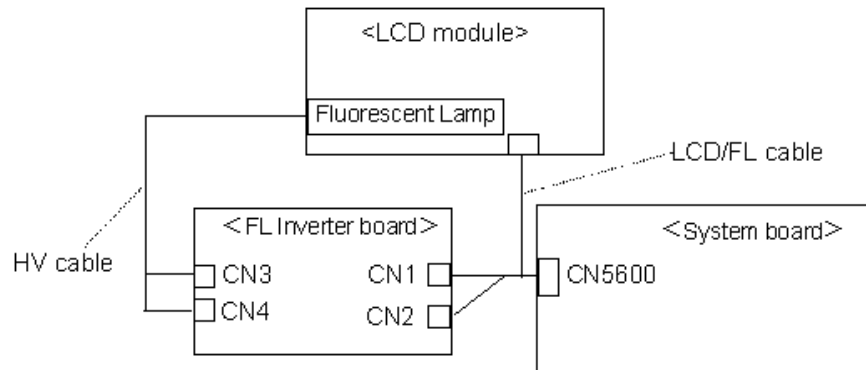 <LCD module>
Fluorescent Lamp
LCD/FL cable
<FL Inverter board>
<System board>
HV cable
CN3
CN1
CN5600
CN4
CN2